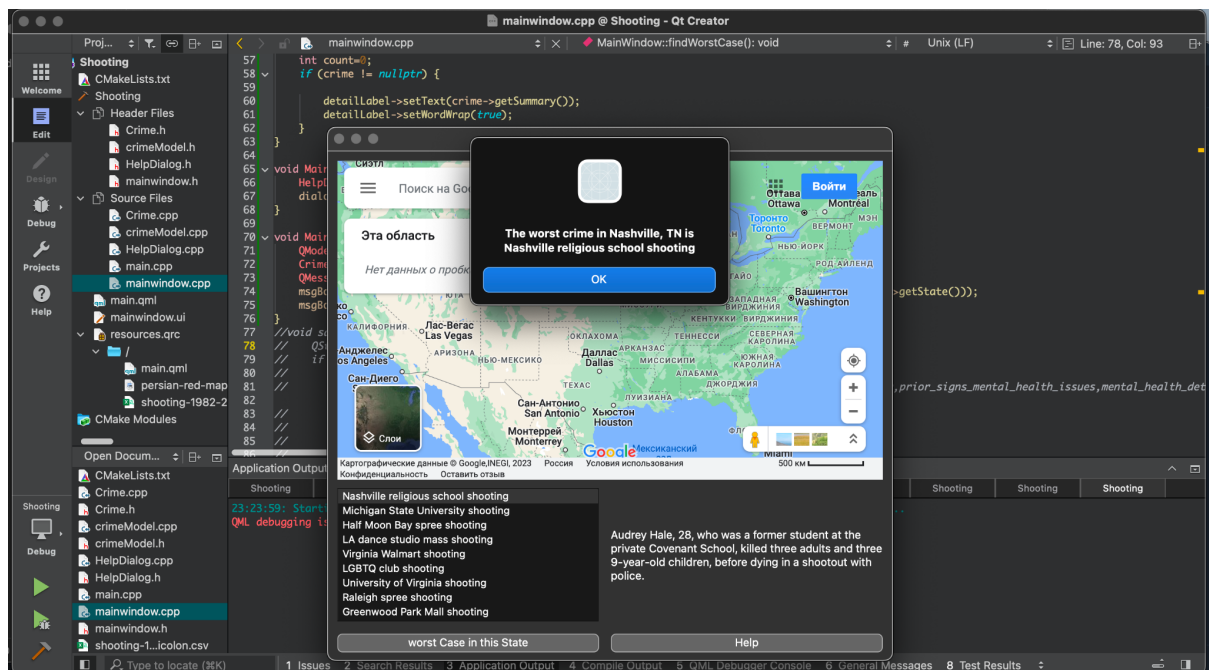 mainwindow.cpp @ Shooting - Qt Creator
Proj...
mainwindow.cpp
MainWindow::findWorstCase(): void
#
Unix (LF)
Line: 78, Col: 93
Welcome
Edit
Design
Debug
Projects
Help
Shooting
Debug
Shooting
CMakeLists.txt
Shooting
Header Files
Crime.h
crimeModel.h
HelpDialog.h
mainwindow.h
Source Files
Crime.cpp
crimeModel.cpp
HelpDialog.cpp
main.cpp
mainwindow.cpp
main.qml
mainwindow.ui
resources.qrc
/
main.qml
persian-red-map
shooting-1982-2
CMake Modules
Open Docum...
CMakeLists.txt
Crime.cpp
Crime.h
crimeModel.cpp
crimeModel.h
HelpDialog.cpp
HelpDialog.h
main.cpp
mainwindow.cpp
mainwindow.h
shooting-1...icolon.csv
57 int count=0;
58 if (crime != nullptr) {
59
60 detailLabel->setText(crime->getSummary());
61 detailLabel->setWordWrap(true);
62 }
63 }
64
65 void Mai
66 Help
67 dial
68 }
69
70 void Mai
71 QMod
72 Crim
73 QMes
74 msgBo >getState()));
75 msgBo
76 }
77 //void sa
78 // QS
79 // if
80 //
81 // ,prior_signs_mental_health_issues,mental_health_det
82
83 //
84 //
85 //
86 //
The worst crime in Nashville, TN is
Nashville religious school shooting
OK
Сиэтл
Поиск на Goo
Войти
Эта область
Нет данных о пробк
Оттава
Ottawa
Montréal
Торонто
Toronto
МЭН
ВЕРМОНТ
НЬЮ-ЙОРК
РОД-АЙЛЕНД
Вашингтон
Washington
ЗАПАДНАЯ
ВИРДЖИНИЯ
КЕНТУККИ
ВИРДЖИНИЯ
ЮТА
КАЛИФОРНИЯ
Лас-Вегас
Las Vegas
ОКЛАХОМА
ТЕННЕССИ
СЕВЕРНАЯ
КАРОЛИНА
Анджелес
os Angeles
АРИЗОНА
НЬЮ-МЕКСИКО
Даллас
Dallas
АРКАНЗАС
МИССИСИПИ
ЮЖНАЯ
КАРОЛИНА
АЛАБАМА
Сан-Диего
ТЕХАС
ДЖОРДЖИЯ
ЛУИЗИАНА
Сан-Антонио
San Antonio
Хьюстон
Houston
Монтеррей
Monterrey
Мексиканский
Miami
Слои
Google
Картографические данные © Google,INEGI, 2023 Россия Условия использования 500 км
Конфиденциальность Оставить отзыв
Nashville religious school shooting
Michigan State University shooting
Half Moon Bay spree shooting
LA dance studio mass shooting
Virginia Walmart shooting
LGBTQ club shooting
University of Virginia shooting
Raleigh spree shooting
Greenwood Park Mall shooting
Audrey Hale, 28, who was a former student at the
private Covenant School, killed three adults and three
9-year-old children, before dying in a shootout with
police.
worst Case in this State
Help
Application Output
Shooting
Shooting
Shooting
Shooting
23:23:59: Start
QML debugging is
Type to locate (⌘K)
1 Issues 2 Search Results 3 Application Output 4 Compile Output 5 QML Debugger Console 6 General Messages 8 Test Results